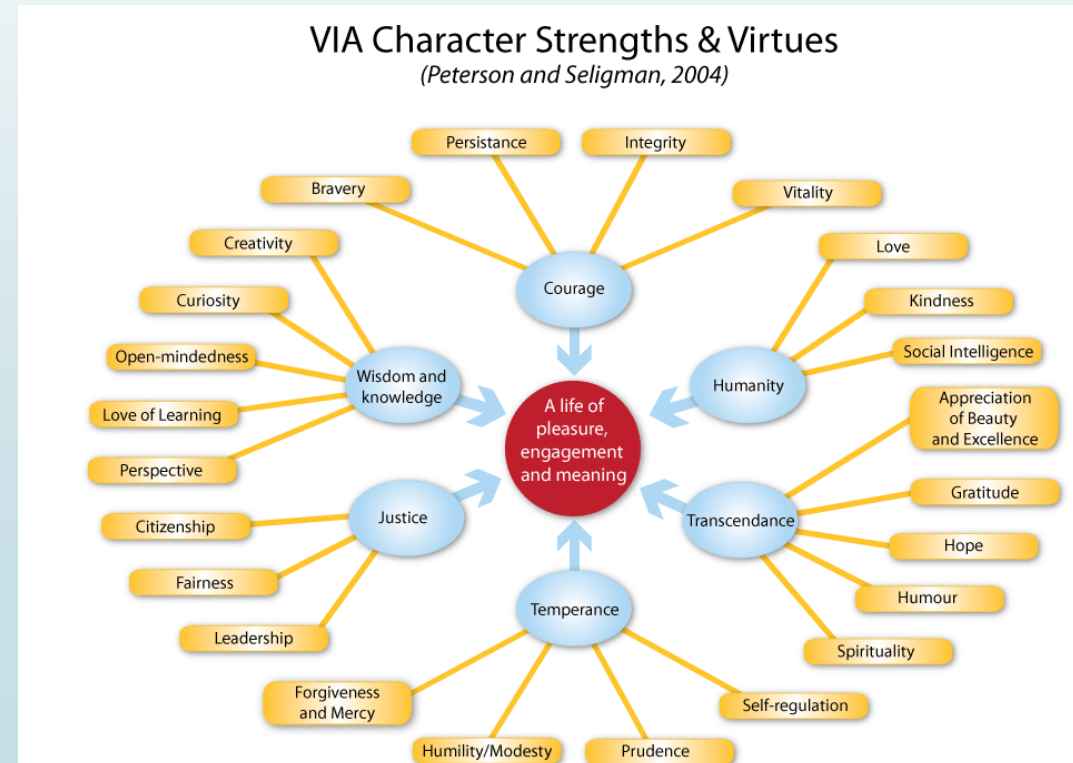 VIA Character Strengths & Virtues
(Peterson and Seligman, 2004)
Persistance
Integrity
Bravery
Vitality
Creativity
Love
Curiosity
Kindness
Courage
Open-mindedness
Social Intelligence
Wisdom and
knowledge
Humanity
Love of Learning
Appreciation
of Beauty
and Excellence
A life of
pleasure,
engagement
and meaning
Perspective
Gratitude
Citizenship
Justice
Transcendance
Hope
Fairness
Humour
Temperance
Leadership
Spirituality
Forgiveness
and Mercy
Self-regulation
Humility/Modesty
Prudence